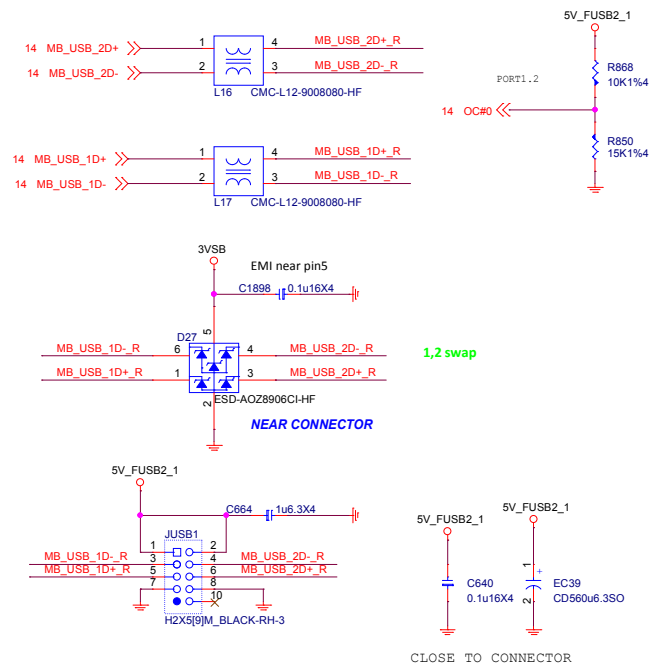 5V_FUSB2_1
14 MB_USB_2D+ 1 4 MB_USB_2D+_R
14 MB_USB_2D- 2 3 MB_USB_2D-_R
L16 CMC-L12-9008080-HF
R868
10K1%4
PORT1.2
14 OC#0
R850
15K1%4
14 MB_USB_1D+ 1 4 MB_USB_1D+_R
14 MB_USB_1D- 2 3 MB_USB_1D-_R
L17 CMC-L12-9008080-HF
3VSB
EMI near pin5
C1898 0.1u16X4
D27 5
MB_USB_1D-_R 6 4 MB_USB_2D-_R
MB_USB_1D+_R 1 3 MB_USB_2D+_R
1,2 swap
2 ESD-AOZ8906CI-HF
NEAR CONNECTOR
5V_FUSB2_1
C664 1u6.3X4
JUSB1
1 2
MB_USB_1D-_R 3 4 MB_USB_2D-_R
MB_USB_1D+_R 5 6 MB_USB_2D+_R
7 8
10
H2X5[9]M_BLACK-RH-3
5V_FUSB2_1 5V_FUSB2_1
C640
0.1u16X4
1 +
EC39
CD560u6.3SO
2
CLOSE TO CONNECTOR